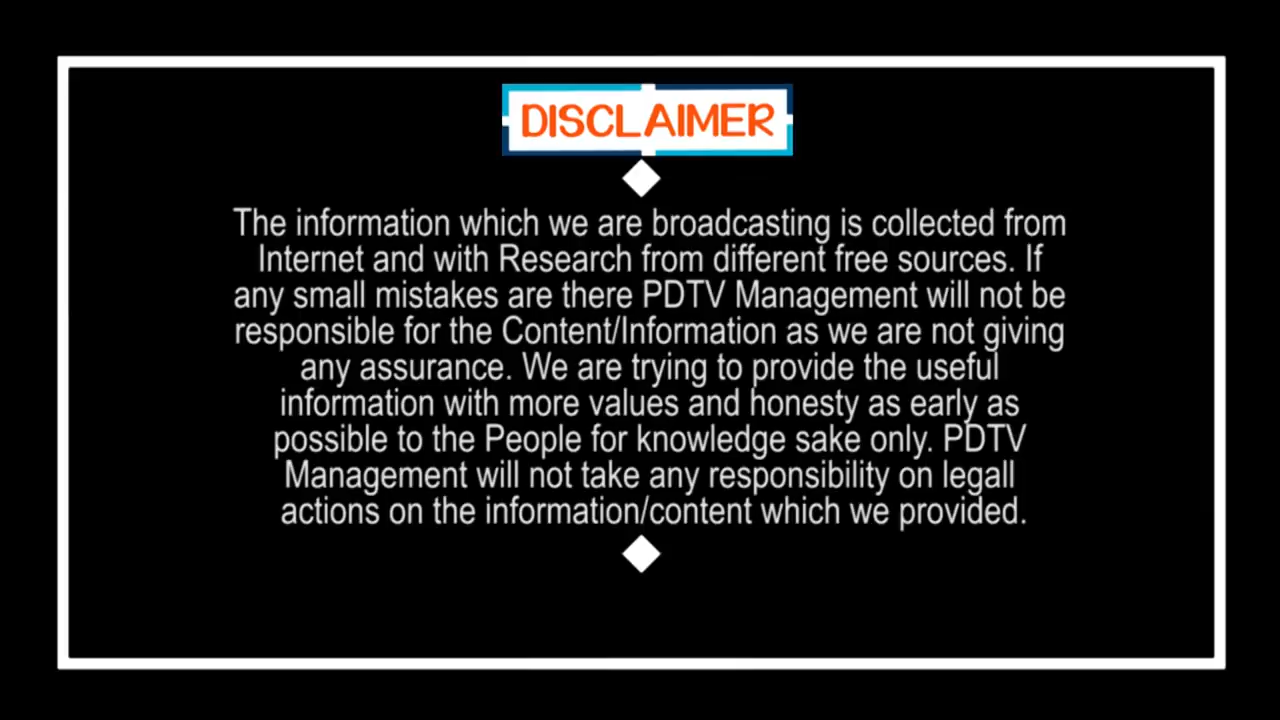 DISCLAIMER
The information which we are broadcasting is collected from
Internet and with Research from different free sources. If
any small mistakes are there PDTV Management will not be
responsible for the Content/Information as we are not giving
any assurance. We are trying to provide the useful
information with more values and honesty as early as
possible to the People for knowledge sake only. PDTV
Management will not take any responsibility on legall
actions on the information/content which we provided.